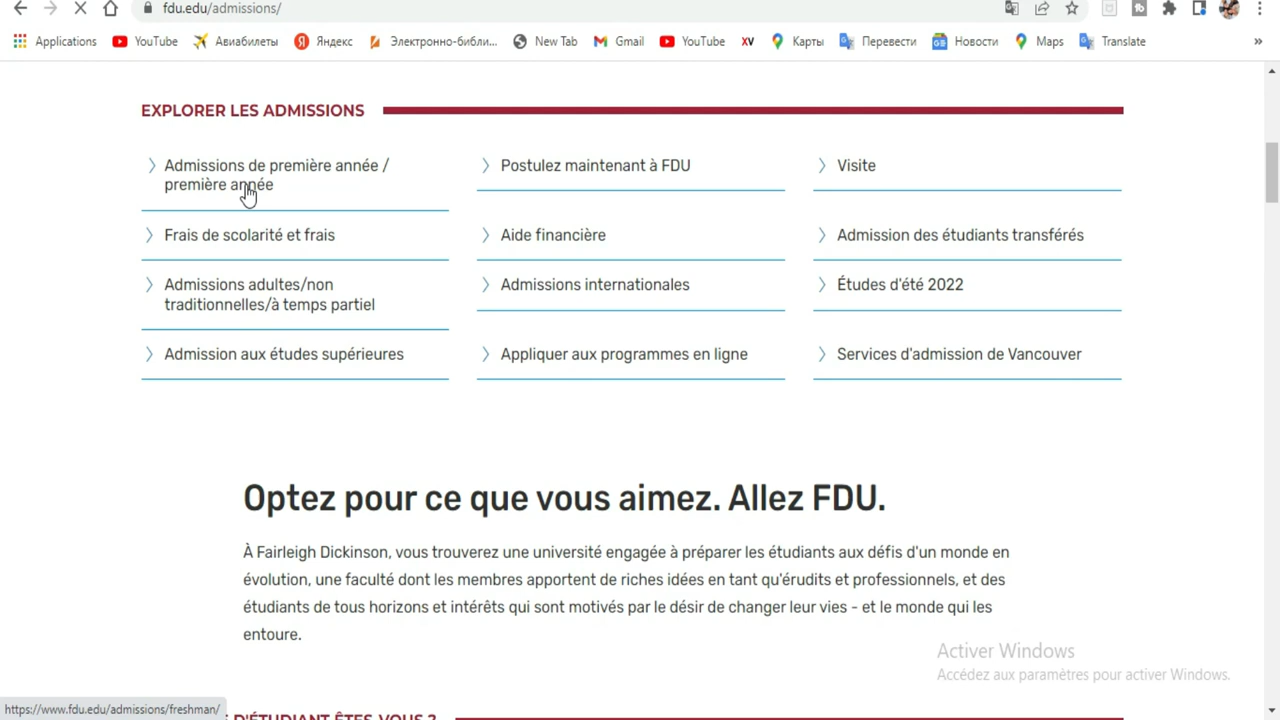 fdu.edu/admissions/
Applications YouTube Авиабилеты Яндекс Электронно-библи... New Tab Gmail YouTube XV Карты Перевести Новости Maps Translate »
EXPLORER LES ADMISSIONS
Admissions de première année /
première année
Postulez maintenant à FDU
Visite
Frais de scolarité et frais
Aide financière
Admission des étudiants transférés
Admissions adultes/non
traditionnelles/à temps partiel
Admissions internationales
Études d'été 2022
Admission aux études supérieures
Appliquer aux programmes en ligne
Services d'admission de Vancouver
Optez pour ce que vous aimez. Allez FDU.
À Fairleigh Dickinson, vous trouverez une université engagée à préparer les étudiants aux défis d'un monde en
évolution, une faculté dont les membres apportent de riches idées en tant qu'érudits et professionnels, et des
étudiants de tous horizons et intérêts qui sont motivés par le désir de changer leur vies - et le monde qui les
entoure.
Activer Windows
Accédez aux paramètres pour activer Windows.
https://www.fdu.edu/admissions/freshman/
D'ÉTUDIANT ÊTES-VOUS ?